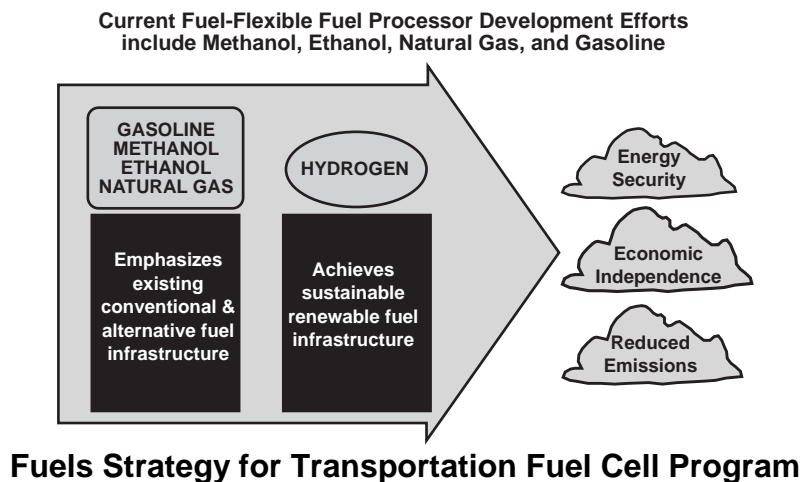 Current Fuel-Flexible Fuel Processor Development Efforts
include Methanol, Ethanol, Natural Gas, and Gasoline
GASOLINE
METHANOL
ETHANOL
NATURAL GAS
HYDROGEN
Emphasizes
existing
conventional &
alternative fuel
infrastructure
Achieves
sustainable
renewable fuel
infrastructure
Energy
Security
Economic
Independence
Reduced
Emissions
Fuels Strategy for Transportation Fuel Cell Program